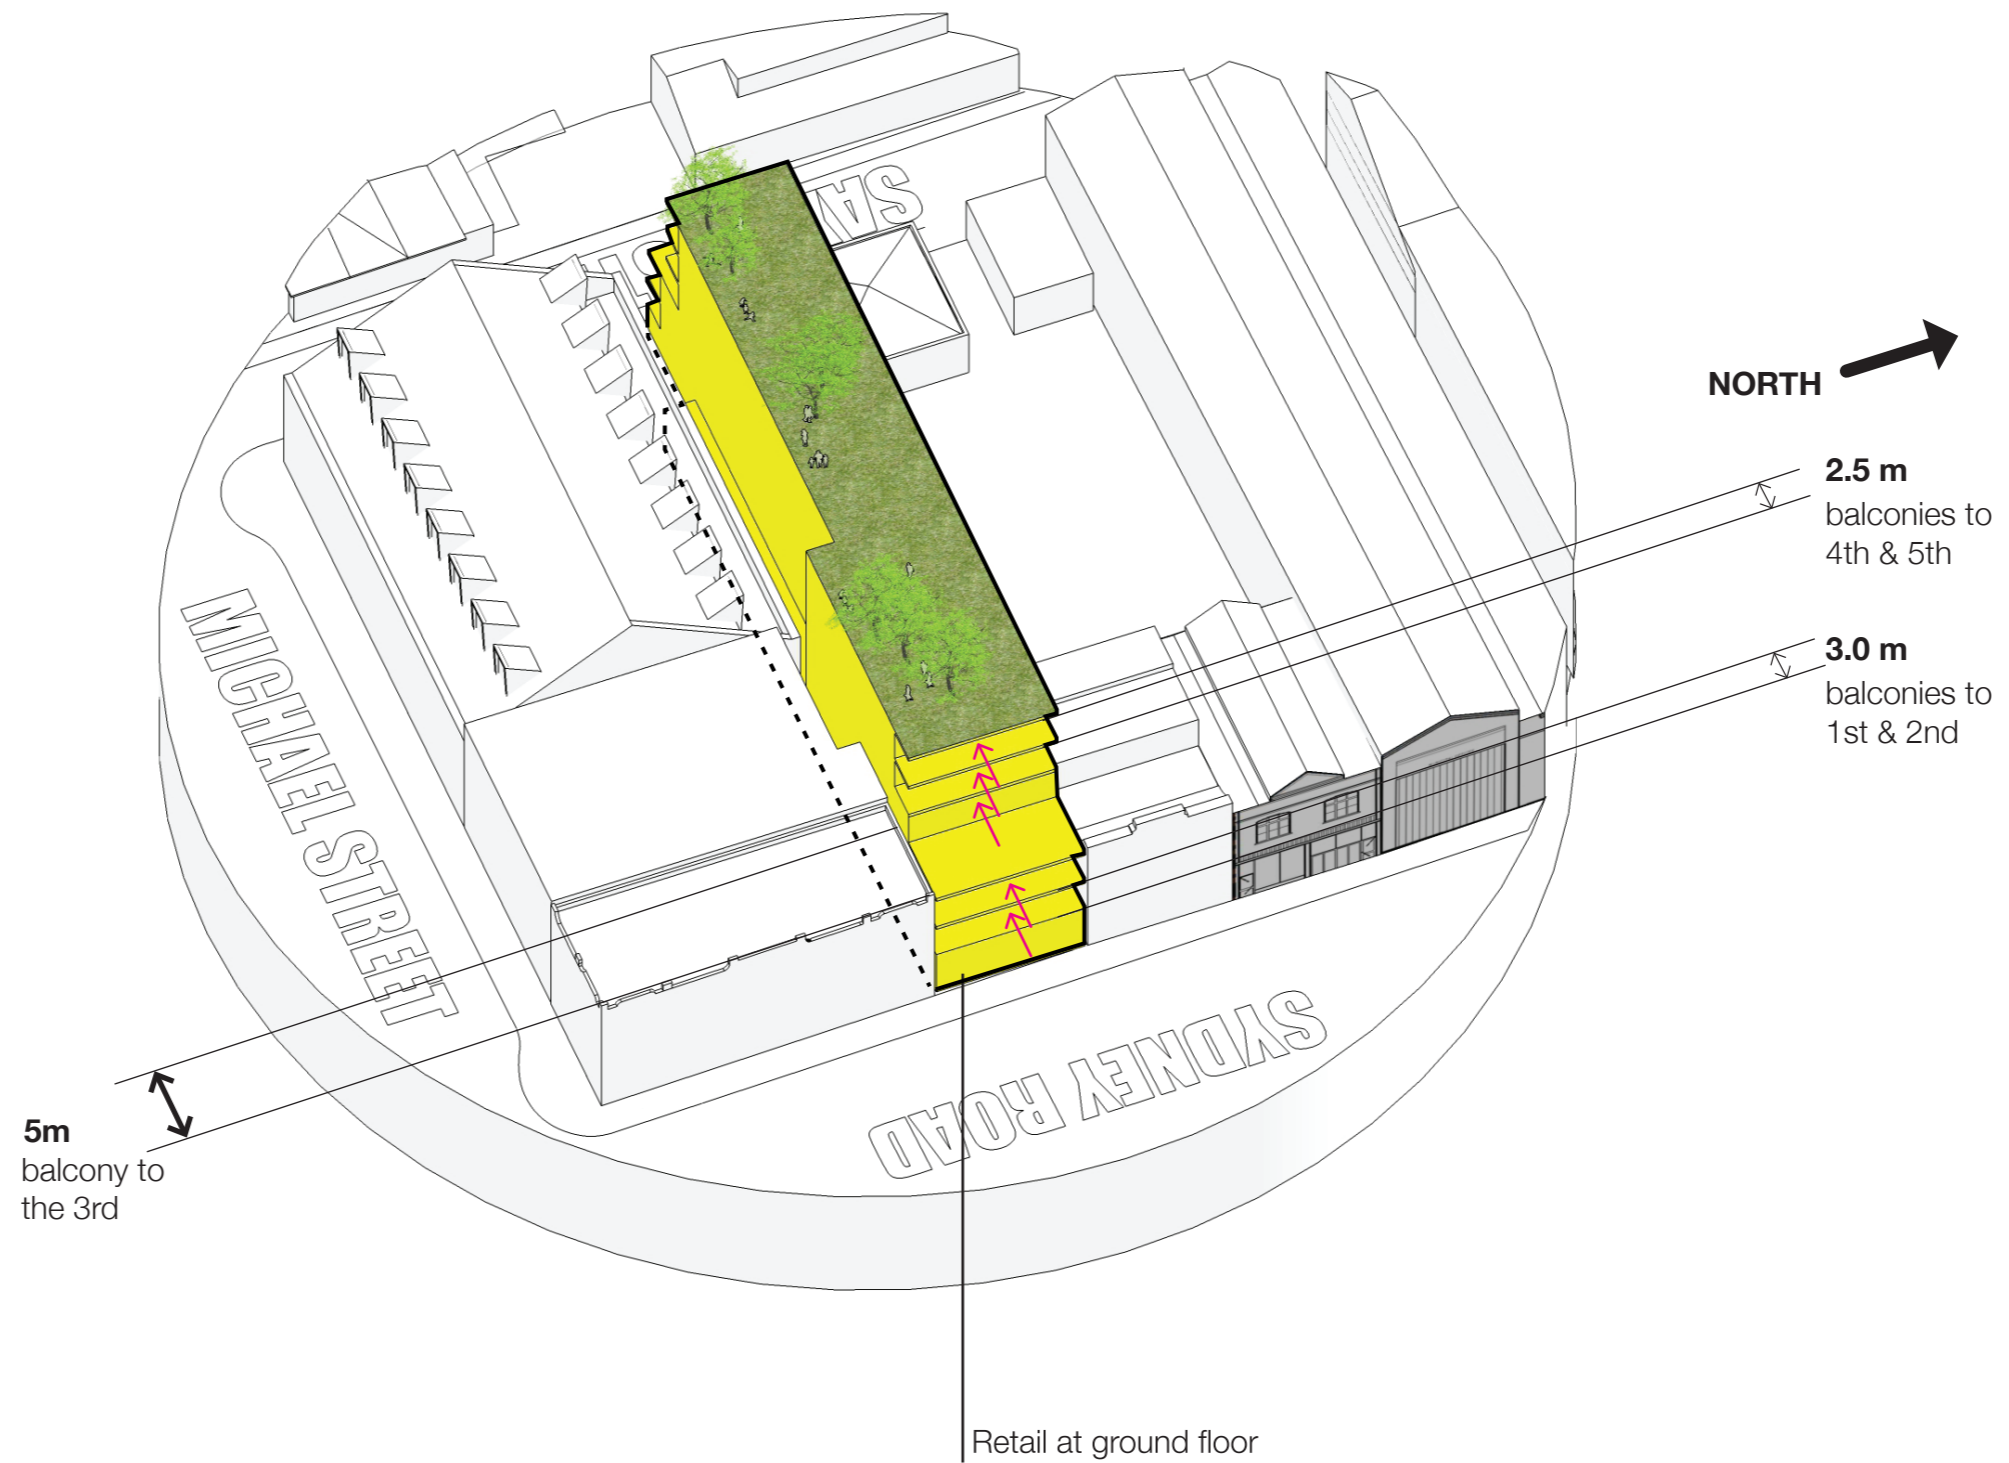 SA
NORTH
2.5 m
balconies to
4th & 5th
3.0 m
balconies to
1st & 2nd
MICHAEL STREET
SYDNEY ROAD
5m
balcony to
the 3rd
Retail at ground floor